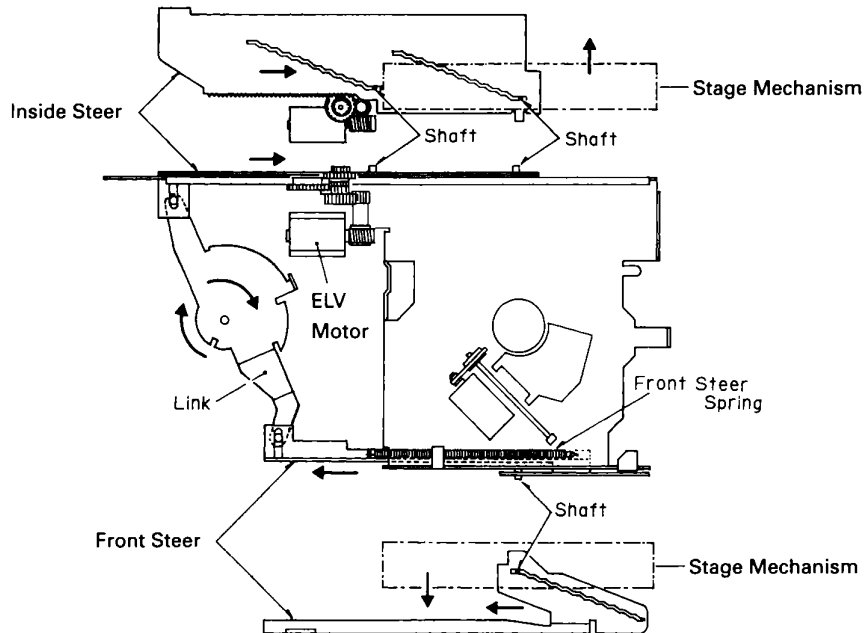 Stage Mechanism
Inside Steer
Shaft
Shaft
ELV
Motor
Link
Front Steer
Spring
Shaft
Front Steer
Stage Mechanism